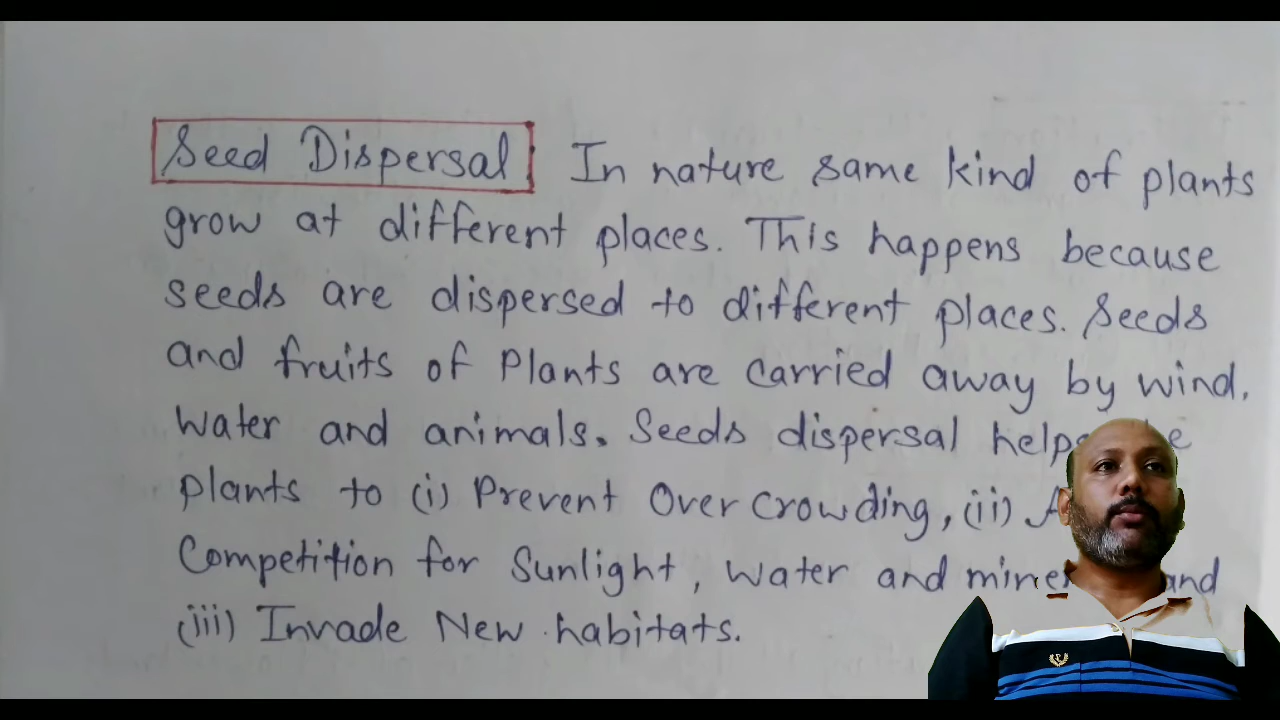 Seed Dispersal In nature same kind of plants
grow at different places. This happens because
seeds are dispersed to different places. Seeds
and fruits of Plants are carried away by wind.
Water and animals. Seeds dispersal
plants to (i) Prevent Over Crowding, (ii)
Competition for Sunlight, water and and
(iii) Invade New habitats.